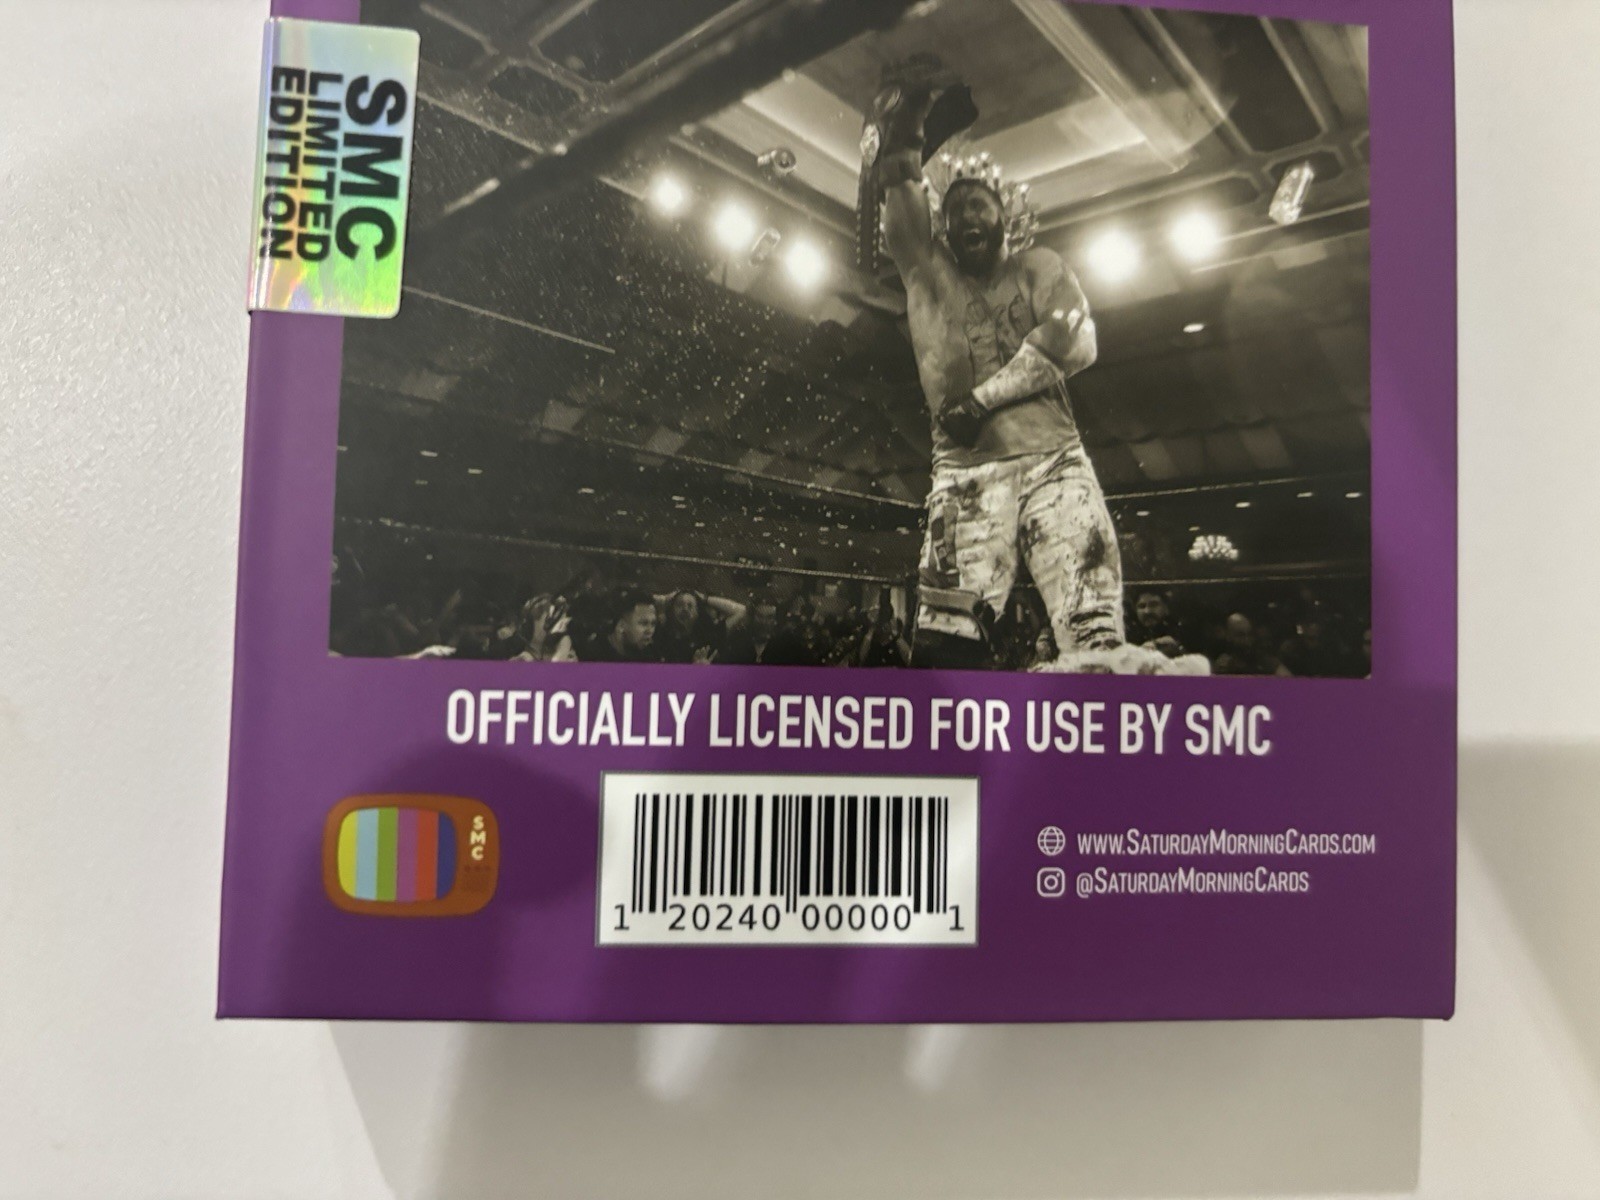 SMC
LIMITED
EDITION
OFFICIALLY LICENSED FOR USE BY SMC
SMC
1 20240 00000 1
WWW.SATURDAYMORNINGCARDS.COM
@SATURDAYMORNINGCARDS